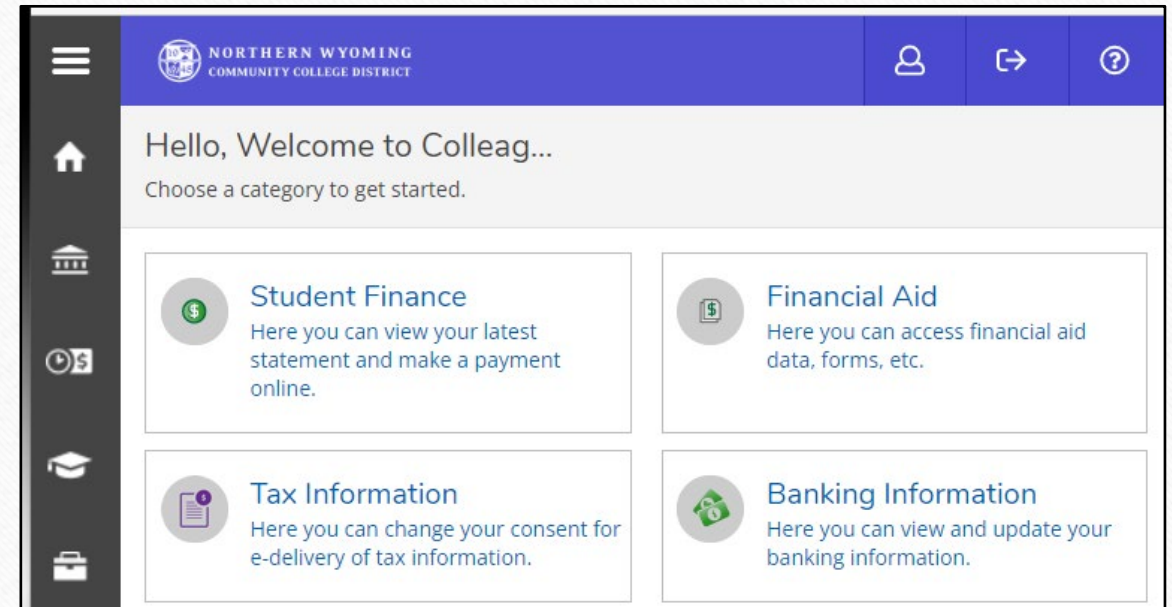 NORTHERN WYOMING
COMMUNITY COLLEGE DISTRICT
Hello, Welcome to Colleag...
Choose a category to get started.
Student Finance
Here you can view your latest
statement and make a payment
online.
Financial Aid
Here you can access financial aid
data, forms, etc.
Tax Information
Here you can change your consent for
e-delivery of tax information.
Banking Information
Here you can view and update your
banking information.